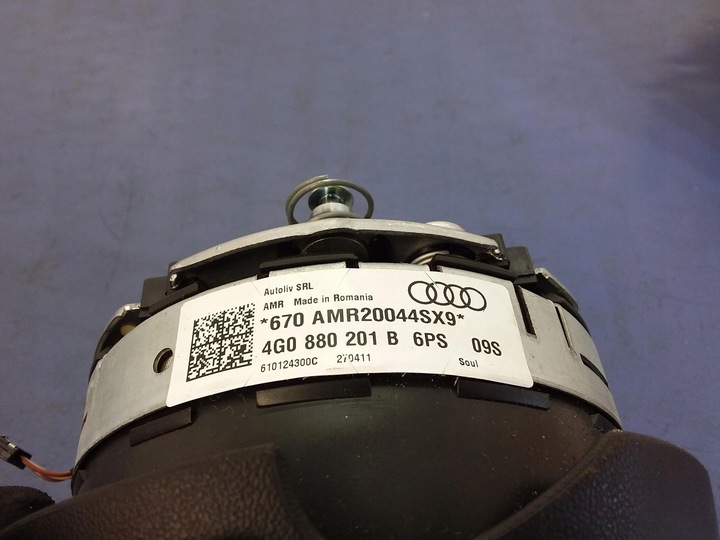 Autoliv SRL
AMR Made in Romania
*670 AMR20044SX9*
4G0 880 201 B 6PS 09S
610124300C 270411 Soul